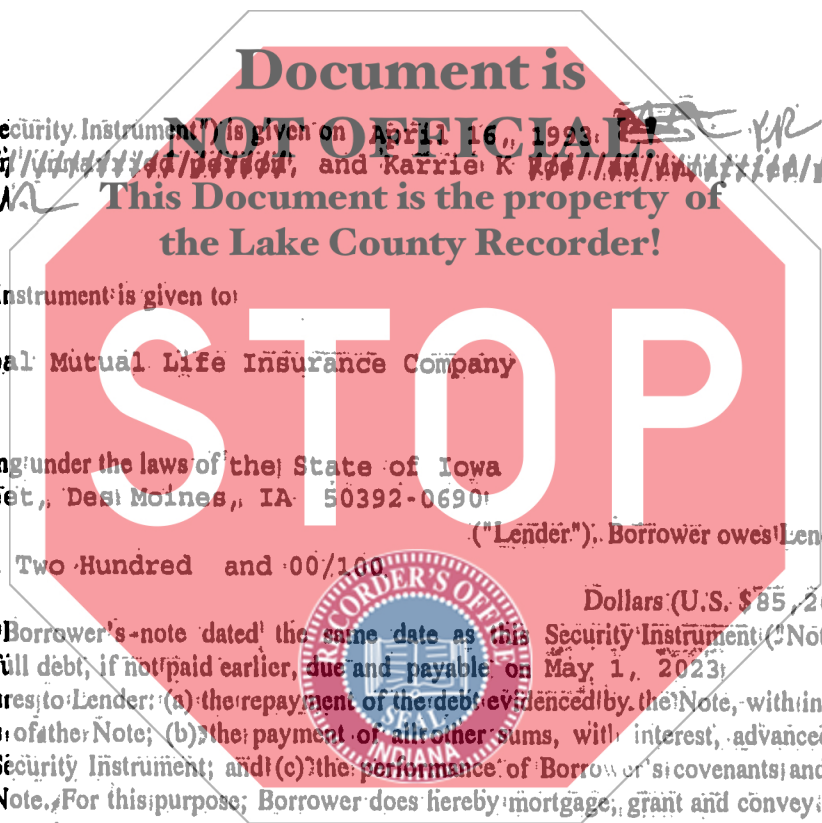 Document is
NOT OFFICIAL!
ecurity Instrument") is given on April 16, 1993
and Karrie K
This Document is the property of
the Lake County Recorder!
nstrument is given to
al Mutual Life Insurance Company
STOP
ng under the laws of the State of Iowa
et, Des Moines, IA 50392-0690
("Lender"). Borrower owes Len
Two Hundred and 00/100
Dollars (U.S. $85,2
RECORDER'S OFFICE
SEAL
INDIANA
Borrower's note dated the same date as this Security Instrument ("Not
ull debt, if not paid earlier, due and payable on May 1, 2023
res to Lender: (a) the repayment of the debt evidenced by the Note, with in
of the Note; (b) the payment of all other sums, with interest, advance
ecurity Instrument; and (c) the performance of Borrower's covenants and
Note. For this purpose, Borrower does hereby mortgage, grant and convey